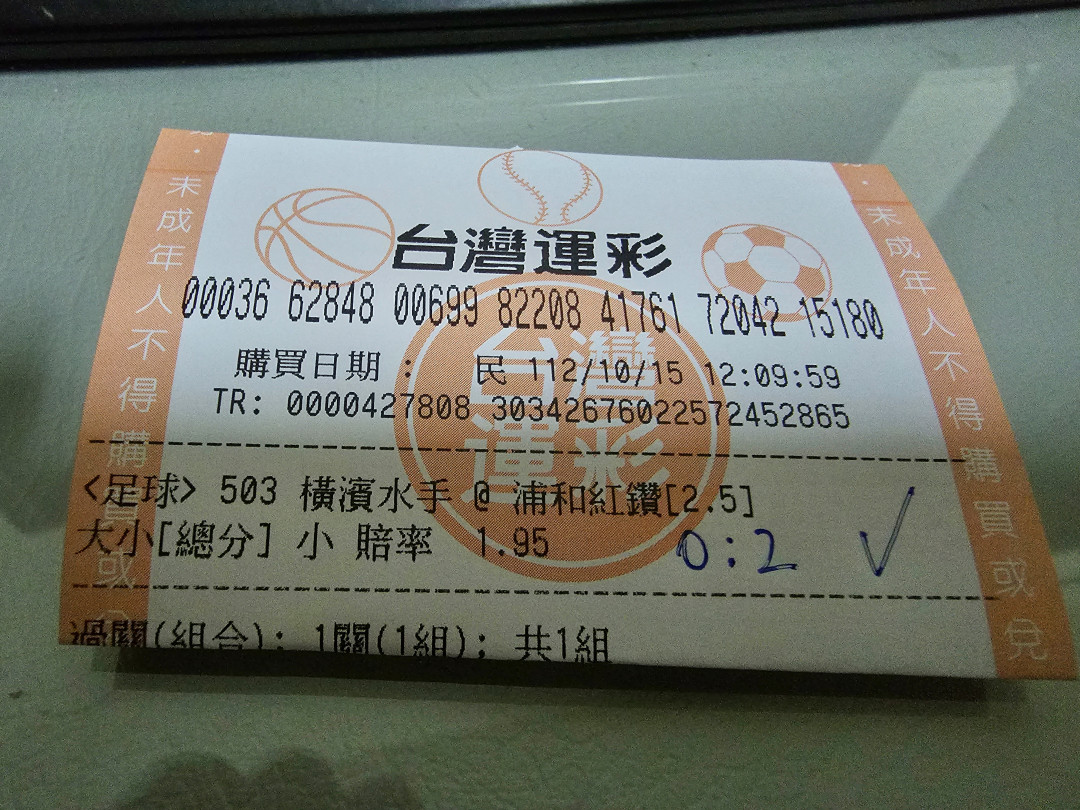 台灣運彩
00036 62848 00699 82208 41761 72042 15180
購買日期 : 民 112/10/15 12:09:59
TR: 0000427808 30342676022572452865
<足球> 503 橫濱水手 @ 浦和紅鑽[2.5]
大小[總分] 小 賠率 1.95
0:2 ✓
過關(組合): 1關(1組); 共1組
未成年人不得購買或
未成年人不得購買或兌
台灣運彩